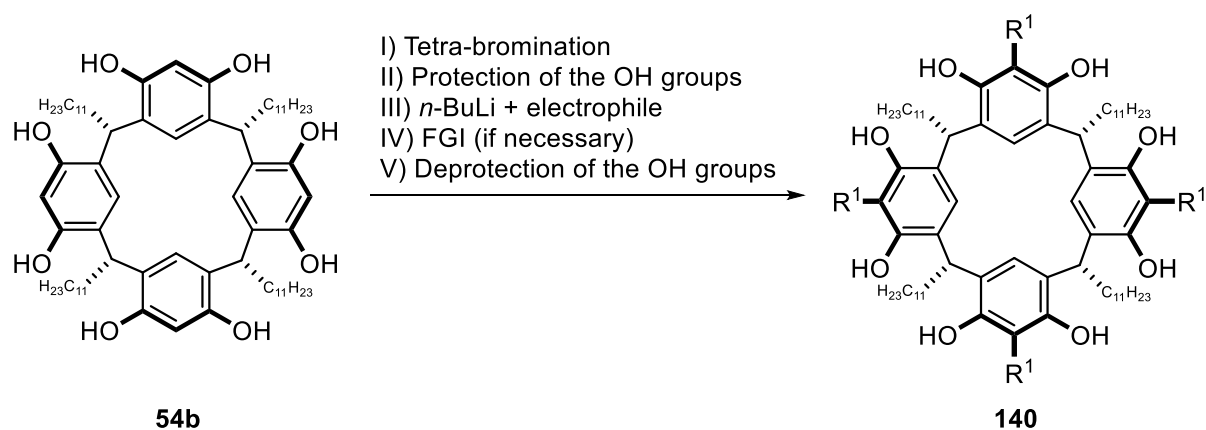 I) Tetra-bromination
II) Protection of the OH groups
III) n-BuLi + electrophile
IV) FGI (if necessary)
V) Deprotection of the OH groups
HO OH
H23C11 C11H23
HO OH
HO OH
H23C11 C11H23
HO OH
54b
R1
HO OH
H23C11 C11H23
HO OH
R1 R1
HO OH
H23C11 C11H23
HO OH
R1
140